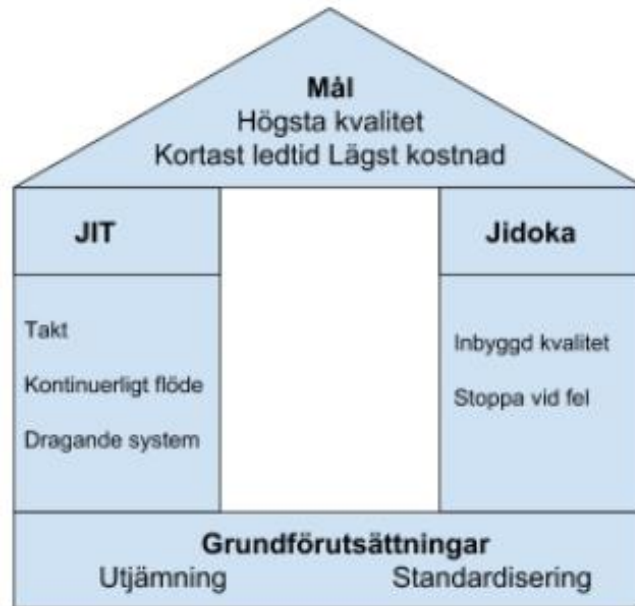 Mål
Högsta kvalitet
Kortast ledtid Lägst kostnad
JIT
Takt
Kontinuerligt flöde
Dragande system
Jidoka
Inbyggd kvalitet
Stoppa vid fel
Grundförutsättningar
Utjämning Standardisering